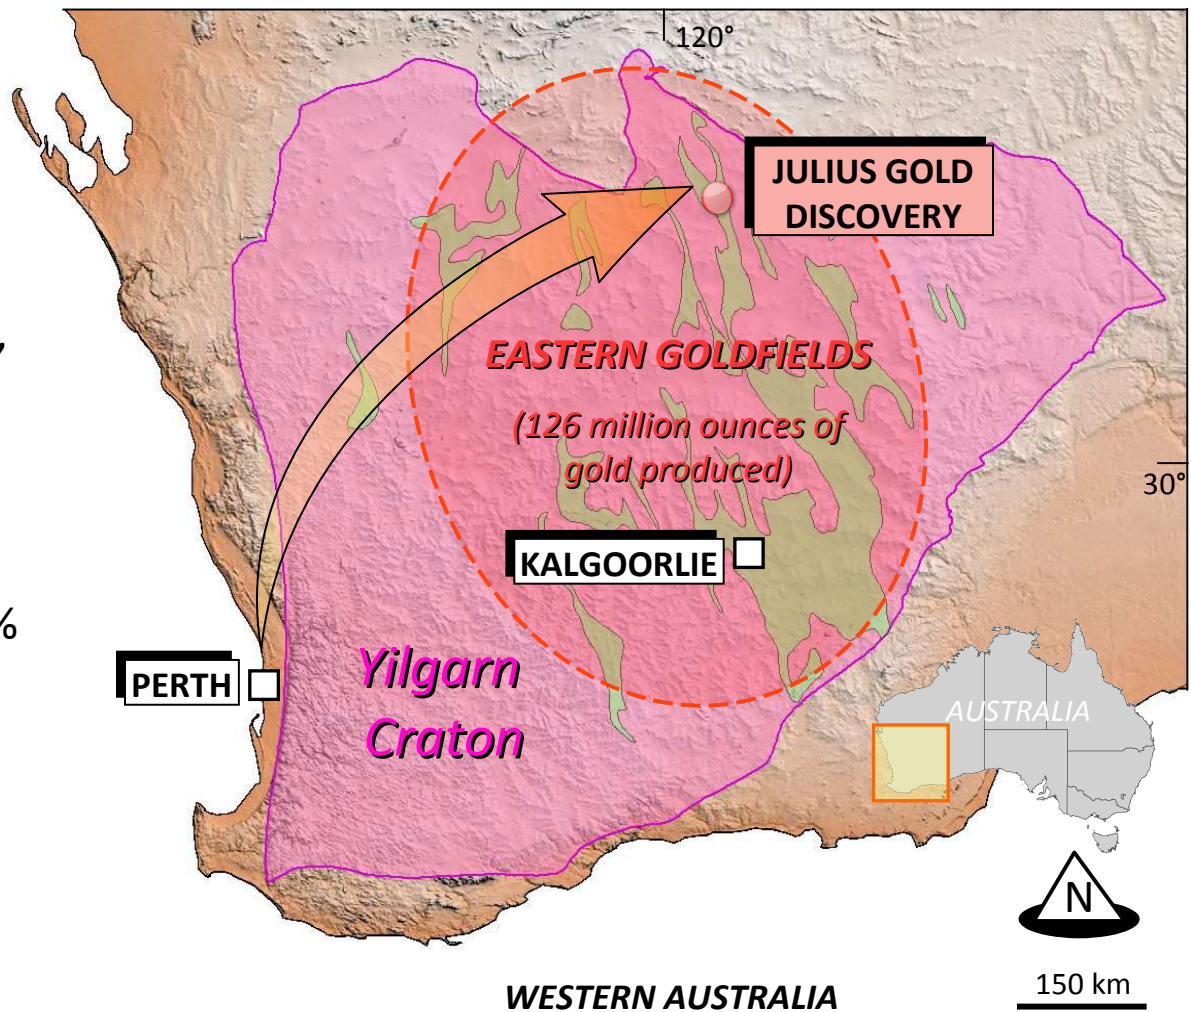 120°
JULIUS GOLD
DISCOVERY
,
EASTERN GOLDFIELDS
(126 million ounces of
gold produced)
30°
KALGOORLIE
%
Yilgarn
Craton
PERTH
AUSTRALIA
N
150 km
WESTERN AUSTRALIA